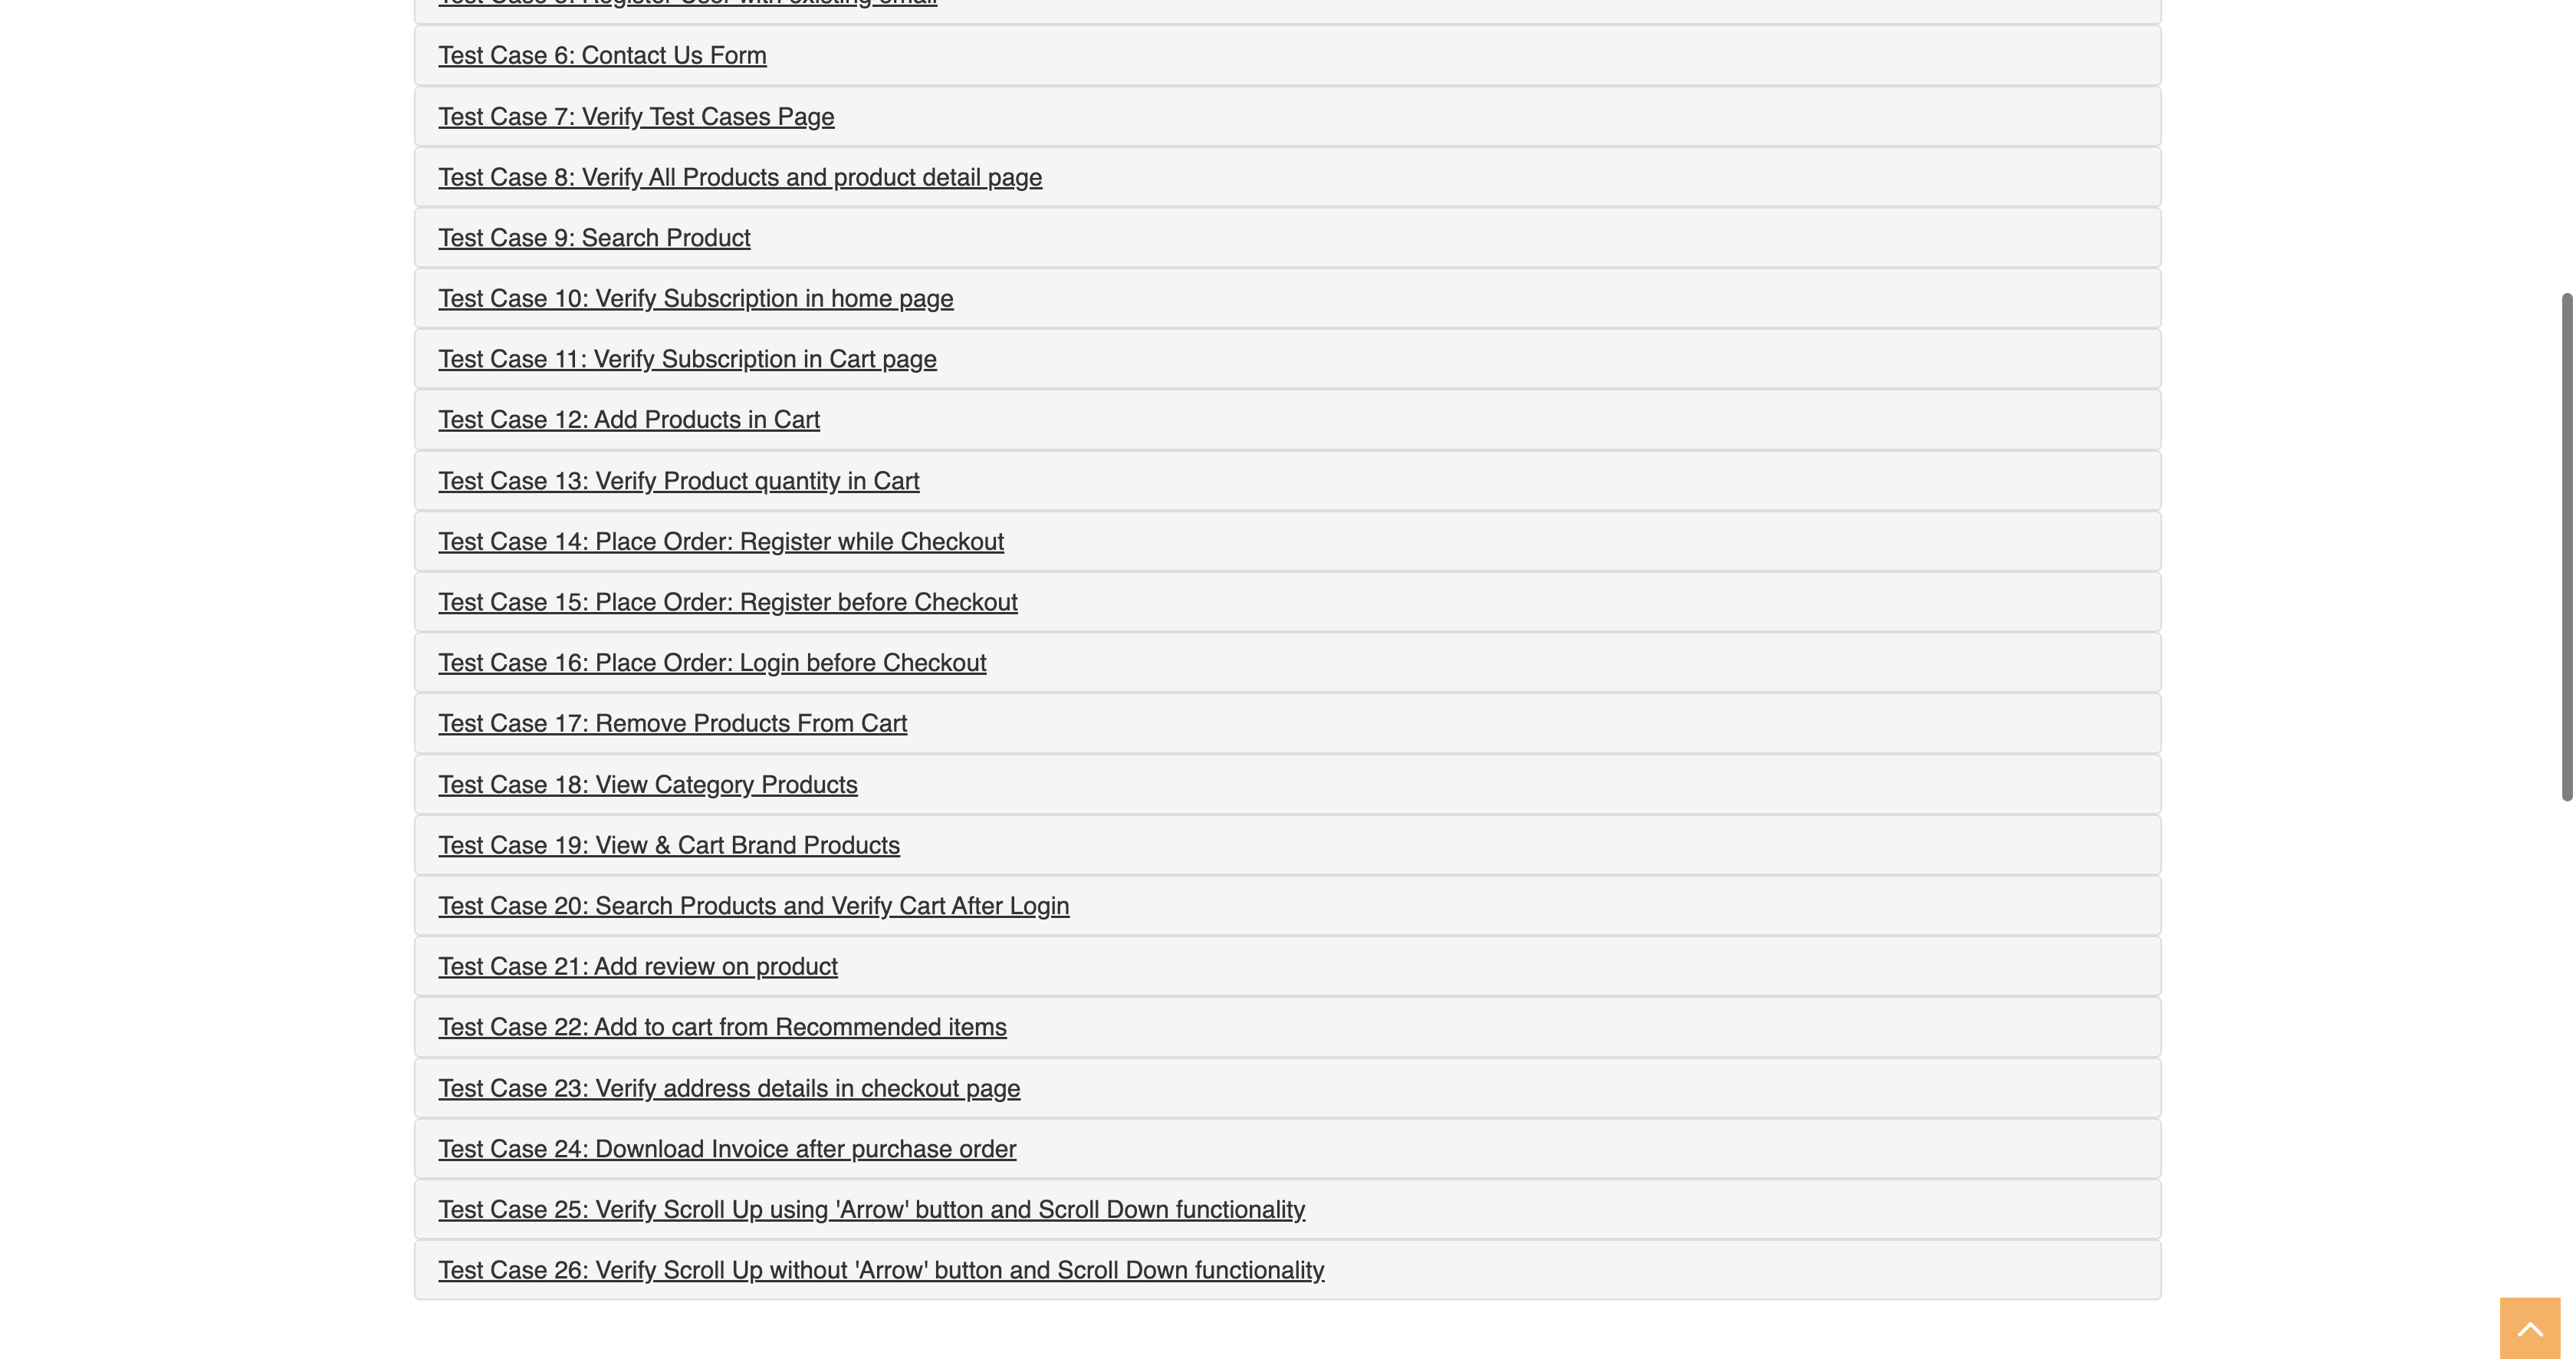 Test Case 5: Register User with existing email
Test Case 6: Contact Us Form
Test Case 7: Verify Test Cases Page
Test Case 8: Verify All Products and product detail page
Test Case 9: Search Product
Test Case 10: Verify Subscription in home page
Test Case 11: Verify Subscription in Cart page
Test Case 12: Add Products in Cart
Test Case 13: Verify Product quantity in Cart
Test Case 14: Place Order: Register while Checkout
Test Case 15: Place Order: Register before Checkout
Test Case 16: Place Order: Login before Checkout
Test Case 17: Remove Products From Cart
Test Case 18: View Category Products
Test Case 19: View & Cart Brand Products
Test Case 20: Search Products and Verify Cart After Login
Test Case 21: Add review on product
Test Case 22: Add to cart from Recommended items
Test Case 23: Verify address details in checkout page
Test Case 24: Download Invoice after purchase order
Test Case 25: Verify Scroll Up using 'Arrow' button and Scroll Down functionality
Test Case 26: Verify Scroll Up without 'Arrow' button and Scroll Down functionality